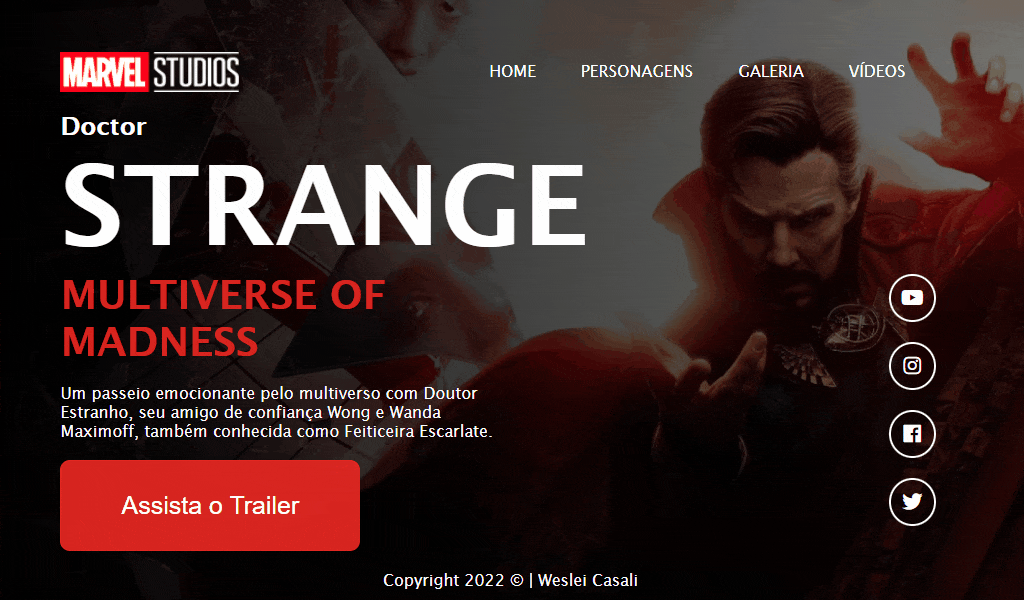 MARVEL STUDIOS
HOME PERSONAGENS GALERIA VÍDEOS
Doctor
STRANGE
MULTIVERSE OF
MADNESS
Um passeio emocionante pelo multiverso com Doutor
Estranho, seu amigo de confiança Wong e Wanda
Maximoff, também conhecida como Feiticeira Escarlate.
Assista o Trailer
Copyright 2022 © | Weslei Casali